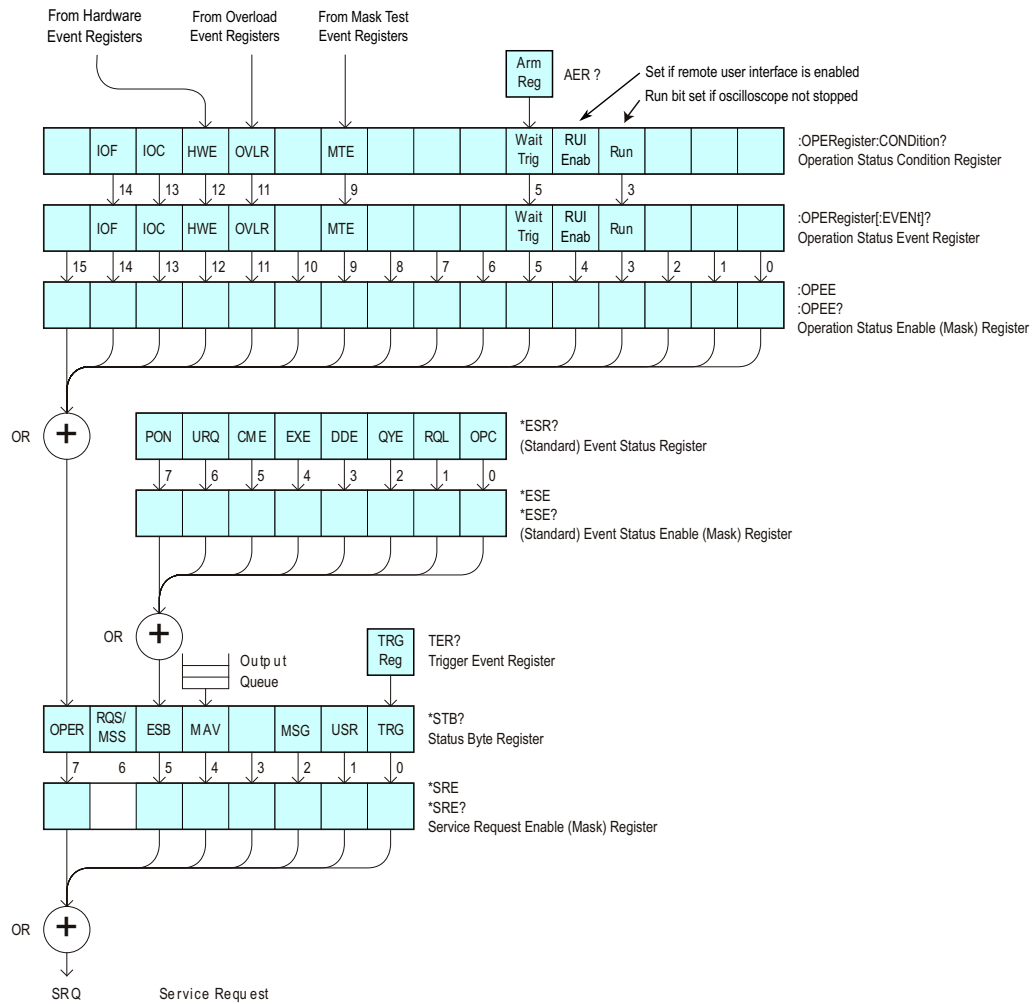 From Hardware
Event Registers
From Overload
Event Registers
From Mask Test
Event Registers
Arm
Reg
AER ?
Set if remote user interface is enabled
Run bit set if oscilloscope not stopped
IOF IOC HWE OVLR MTE Wait Trig RUI Enab Run
:OPERegister:CONDition?
Operation Status Condition Register
14 13 12 11 9 5 3
IOF IOC HWE OVLR MTE Wait Trig RUI Enab Run
:OPERegister[:EVENt]?
Operation Status Event Register
15 14 13 12 11 10 9 8 7 6 5 4 3 2 1 0
:OPEE
:OPEE?
Operation Status Enable (Mask) Register
OR +
PON URQ CME EXE DDE QYE RQL OPC
*ESR?
(Standard) Event Status Register
7 6 5 4 3 2 1 0
*ESE
*ESE?
(Standard) Event Status Enable (Mask) Register
OR +
Output
Queue
TRG
Reg
TER?
Trigger Event Register
OPER RQS/ MSS ESB MAV MSG USR TRG
*STB?
Status Byte Register
7 6 5 4 3 2 1 0
*SRE
*SRE?
Service Request Enable (Mask) Register
OR +
SRQ Service Request